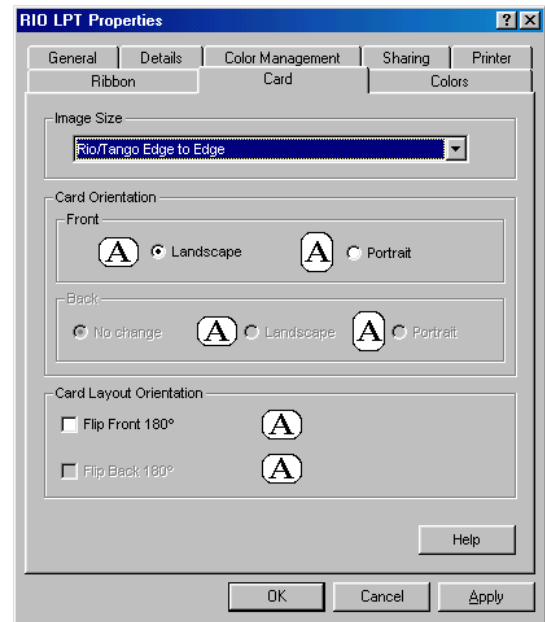 RIO LPT Properties
General Details Color Management Sharing Printer
Ribbon Card Colors
Image Size
Rio/Tango Edge to Edge
Card Orientation
Front
A Landscape A Portrait
Back
No change A Landscape A Portrait
Card Layout Orientation
Flip Front 180º A
Flip Back 180º A
Help
OK Cancel Apply